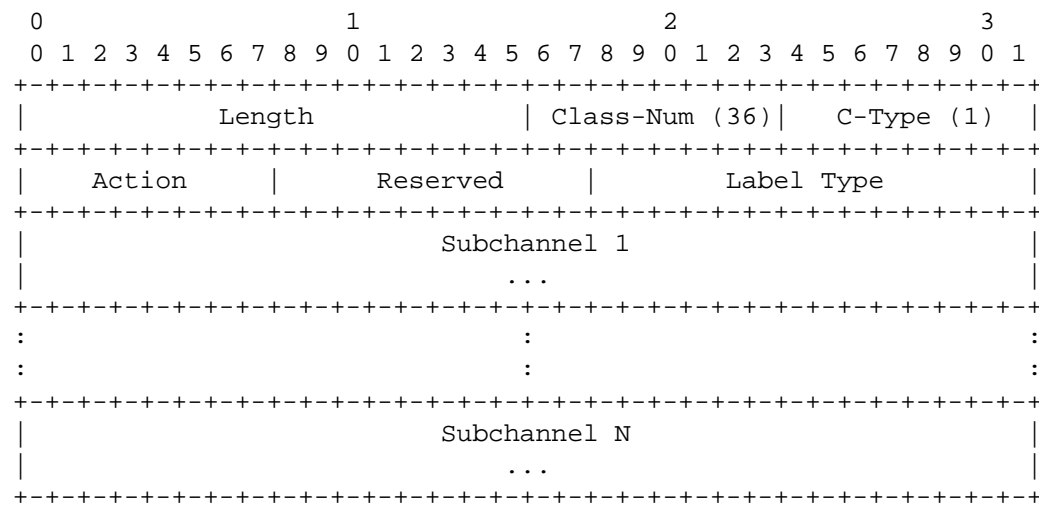 0                   1                   2                   3
 0 1 2 3 4 5 6 7 8 9 0 1 2 3 4 5 6 7 8 9 0 1 2 3 4 5 6 7 8 9 0 1
+-+-+-+-+-+-+-+-+-+-+-+-+-+-+-+-+-+-+-+-+-+-+-+-+-+-+-+-+-+-+-+-+
|            Length             | Class-Num (36)|   C-Type (1)  |
+-+-+-+-+-+-+-+-+-+-+-+-+-+-+-+-+-+-+-+-+-+-+-+-+-+-+-+-+-+-+-+-+
|    Action     |      Reserved     |        Label Type         |
+-+-+-+-+-+-+-+-+-+-+-+-+-+-+-+-+-+-+-+-+-+-+-+-+-+-+-+-+-+-+-+-+
|                          Subchannel 1                         |
|                              ...                              |
+-+-+-+-+-+-+-+-+-+-+-+-+-+-+-+-+-+-+-+-+-+-+-+-+-+-+-+-+-+-+-+-+
:                               :                               :
:                               :                               :
+-+-+-+-+-+-+-+-+-+-+-+-+-+-+-+-+-+-+-+-+-+-+-+-+-+-+-+-+-+-+-+-+
|                          Subchannel N                         |
|                              ...                              |
+-+-+-+-+-+-+-+-+-+-+-+-+-+-+-+-+-+-+-+-+-+-+-+-+-+-+-+-+-+-+-+-+